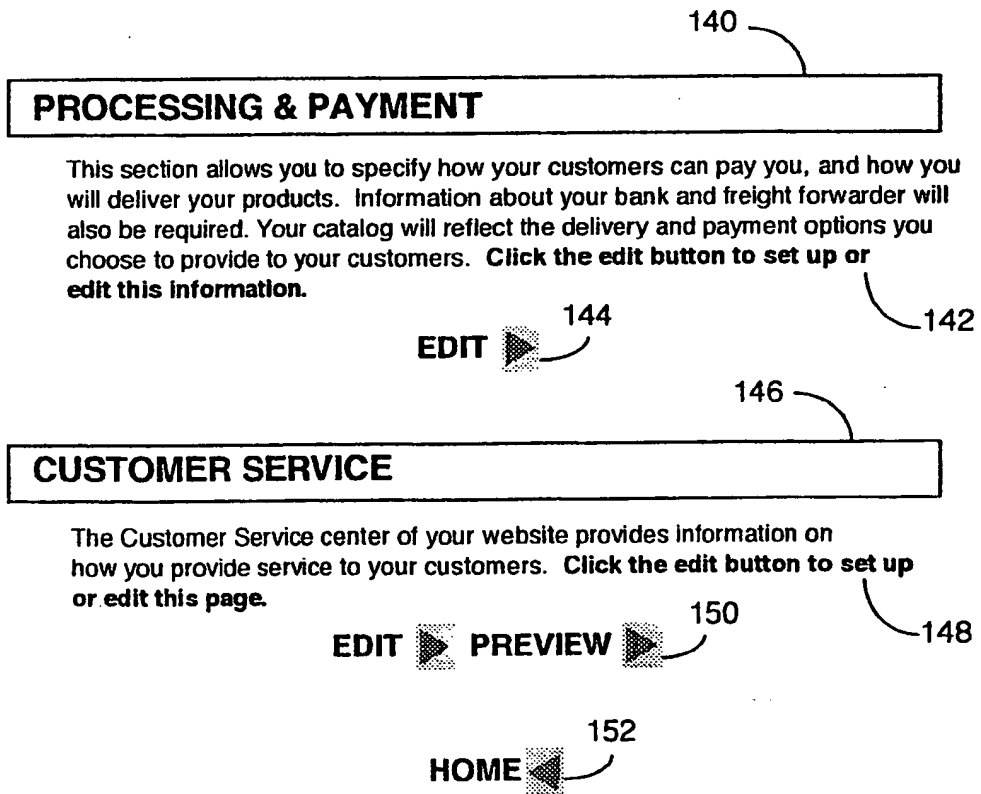 140
PROCESSING & PAYMENT
This section allows you to specify how your customers can pay you, and how you
will deliver your products. Information about your bank and freight forwarder will
also be required. Your catalog will reflect the delivery and payment options you
choose to provide to your customers. Click the edit button to set up or
edit this information.
142
144
EDIT
146
CUSTOMER SERVICE
The Customer Service center of your website provides information on
how you provide service to your customers. Click the edit button to set up
or edit this page.
148
150
EDIT PREVIEW
152
HOME